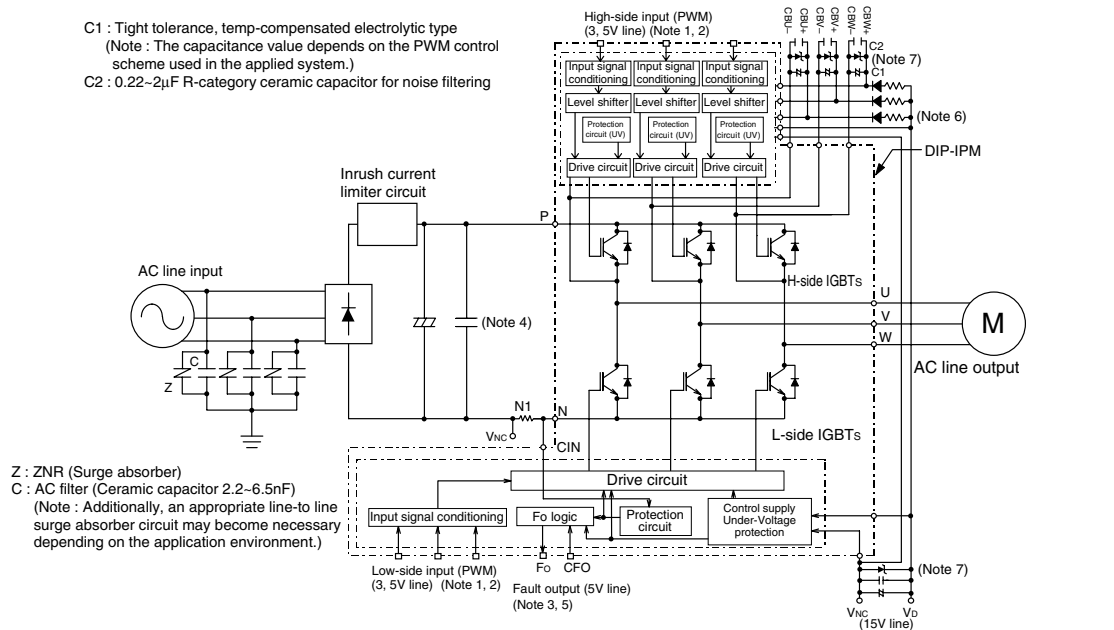 C1 : Tight tolerance, temp-compensated electrolytic type
(Note : The capacitance value depends on the PWM control
scheme used in the applied system.)
C2 : 0.22~2μF R-category ceramic capacitor for noise filtering
High-side input (PWM)
(3, 5V line) (Note 1, 2)
CBU–
CBU+
CBV–
CBV+
CBW–
CBW+
C2
(Note 7)
C1
(Note 6)
DIP-IPM
Input signal
conditioning
Input signal
conditioning
Input signal
conditioning
Level shifter
Level shifter
Level shifter
Protection
circuit (UV)
Protection
circuit (UV)
Protection
circuit (UV)
Drive circuit
Drive circuit
Drive circuit
Inrush current
limiter circuit
P
AC line input
H-side IGBTS
U
V
W
M
AC line output
(Note 4)
C
Z
N1
N
VNC
CIN
L-side IGBTS
Z : ZNR (Surge absorber)
C : AC filter (Ceramic capacitor 2.2~6.5nF)
(Note : Additionally, an appropriate line-to line
surge absorber circuit may become necessary
depending on the application environment.)
Drive circuit
Input signal conditioning
Fo logic
Protection
circuit
Control supply
Under-Voltage
protection
Low-side input (PWM)
(3, 5V line) (Note 1, 2)
FO
CFO
Fault output (5V line)
(Note 3, 5)
(Note 7)
VNC
VD
(15V line)